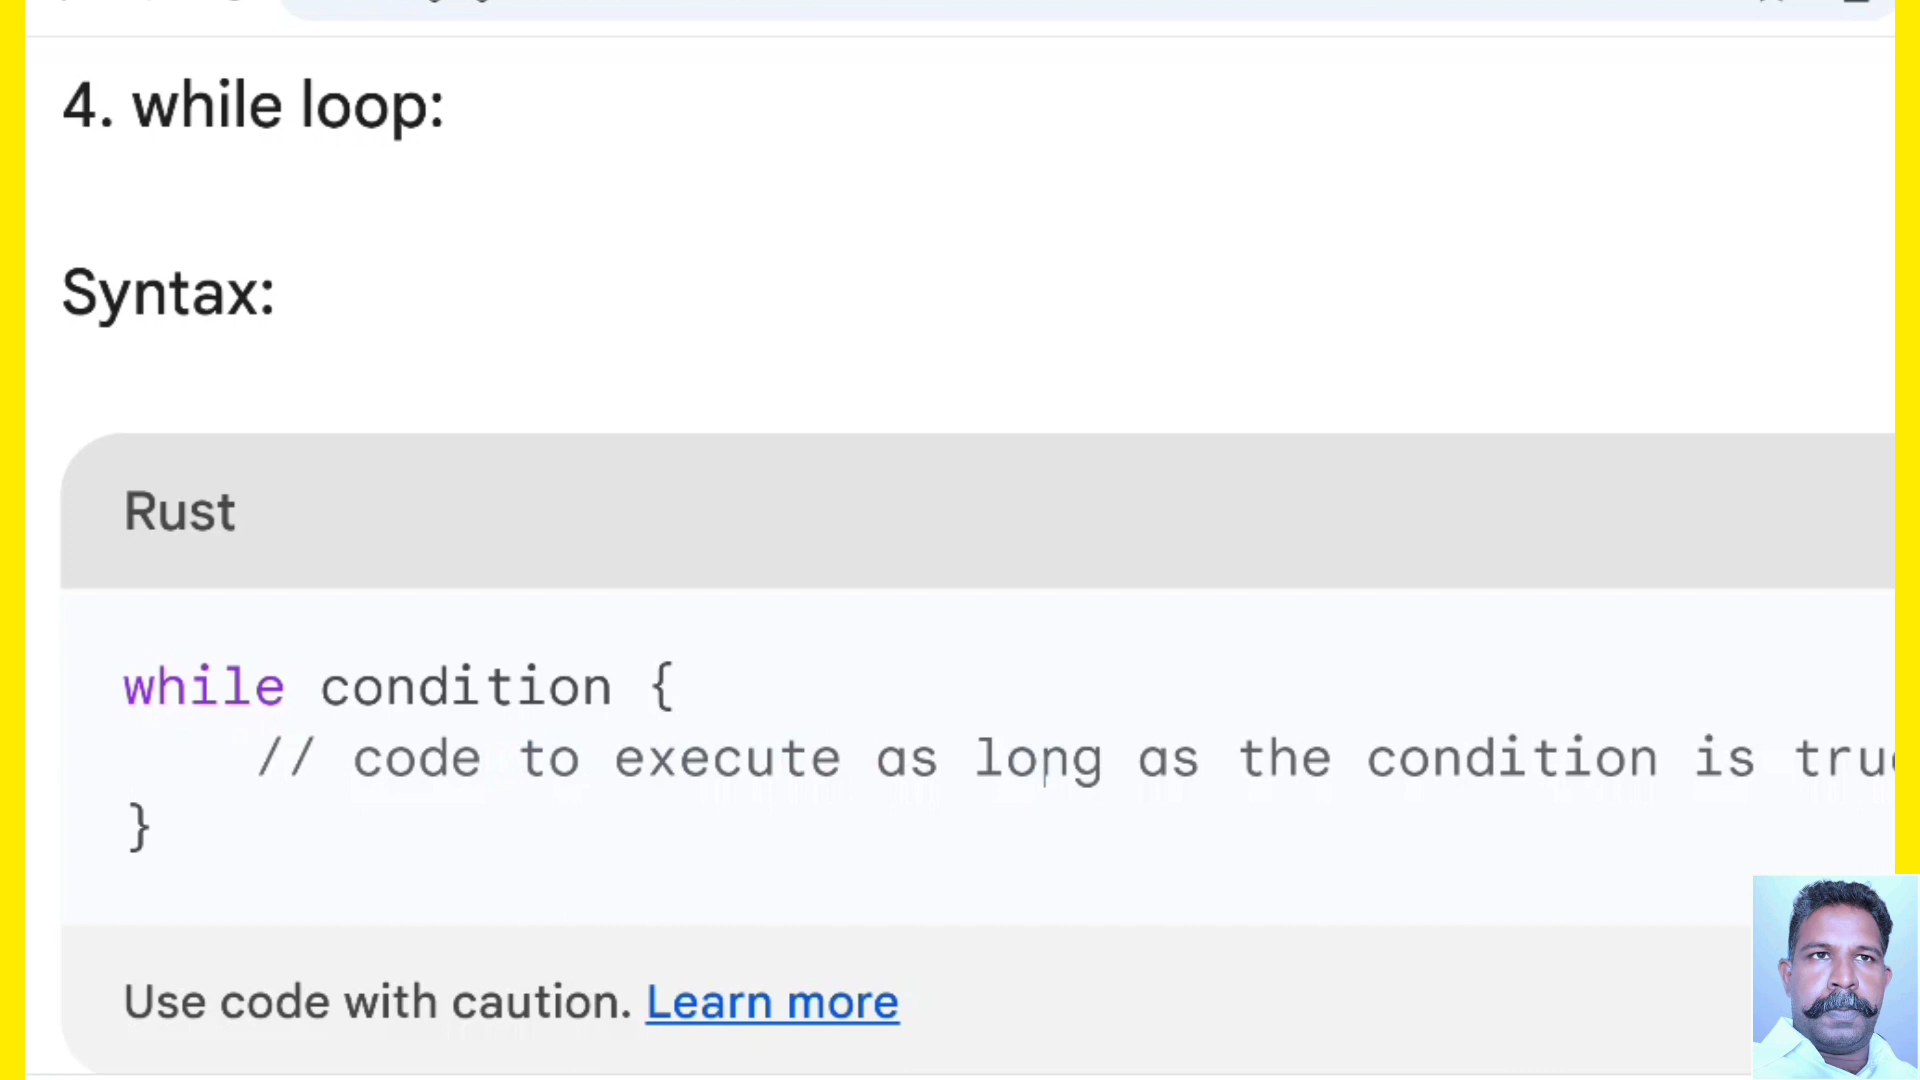 4. while loop:
Syntax:
Rust
while condition {
// code to execute as long as the condition is tru
}
Use code with caution. Learn more